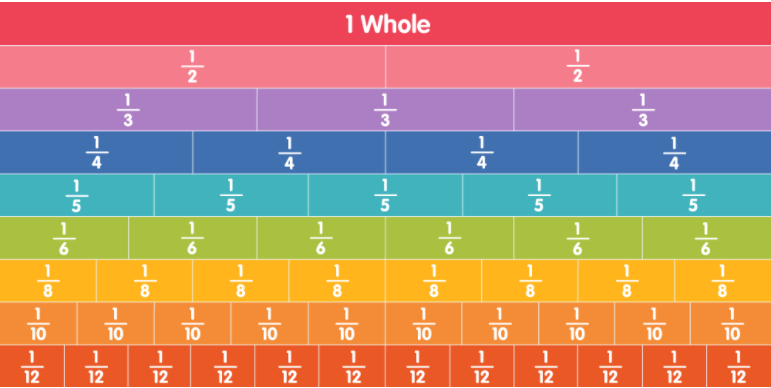 1 Whole
1/2 1/2
1/3 1/3 1/3
1/4 1/4 1/4 1/4
1/5 1/5 1/5 1/5 1/5
1/6 1/6 1/6 1/6 1/6 1/6
1/8 1/8 1/8 1/8 1/8 1/8 1/8 1/8
1/10 1/10 1/10 1/10 1/10 1/10 1/10 1/10 1/10 1/10
1/12 1/12 1/12 1/12 1/12 1/12 1/12 1/12 1/12 1/12 1/12 1/12